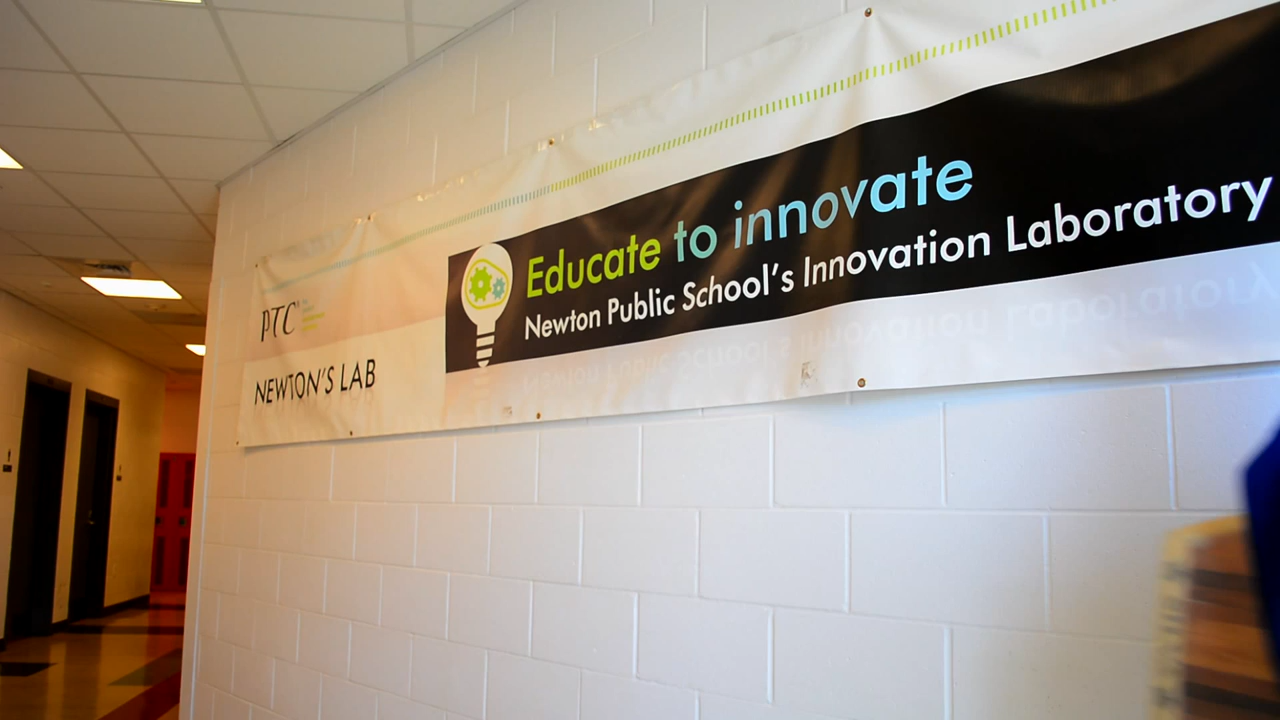 PTC
NEWTON'S LAB
Educate to innovate
Newton Public School's Innovation Laboratory